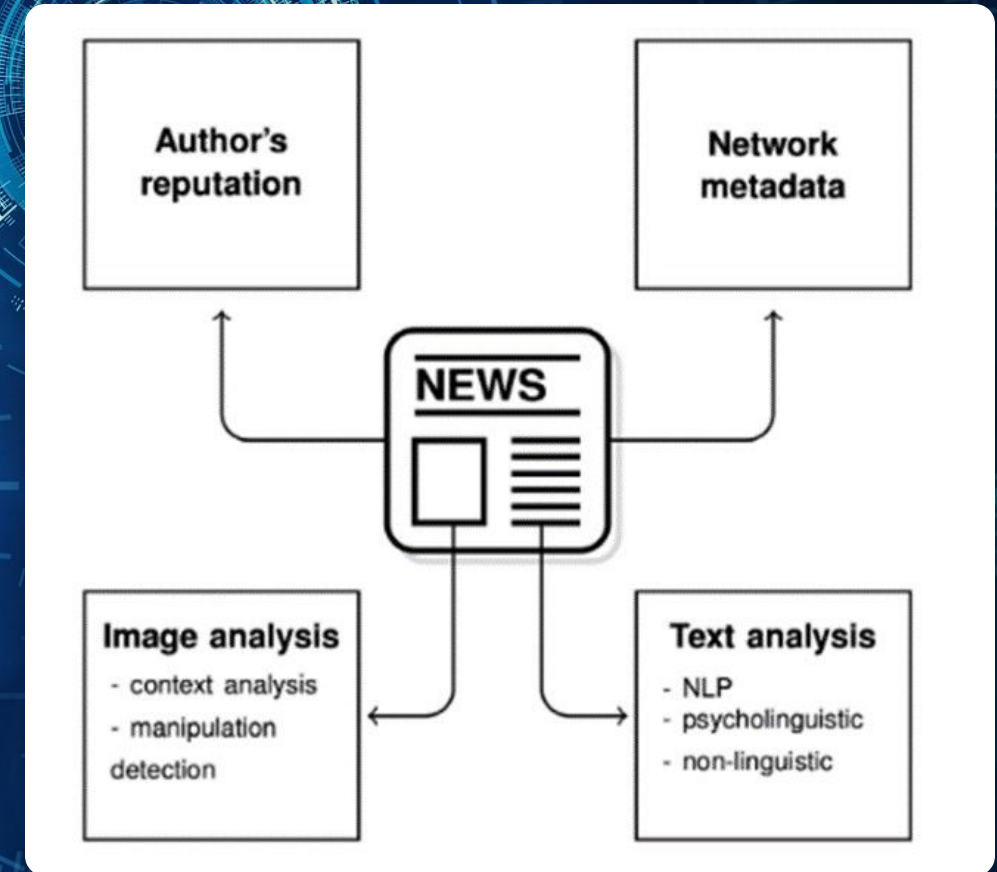 Author's
reputation
Network
metadata
NEWS
Image analysis
- context analysis
- manipulation
detection
Text analysis
- NLP
- psycholinguistic
- non-linguistic